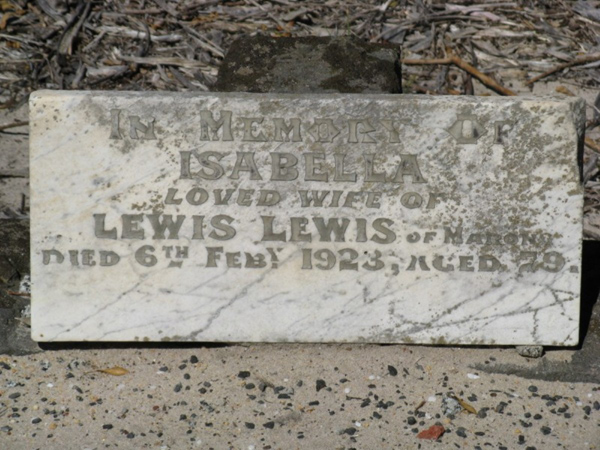 In Memory of
ISABELLA
LOVED WIFE OF
LEWIS LEWIS OF
DIED 6TH FEBY 1923, AGED 79.